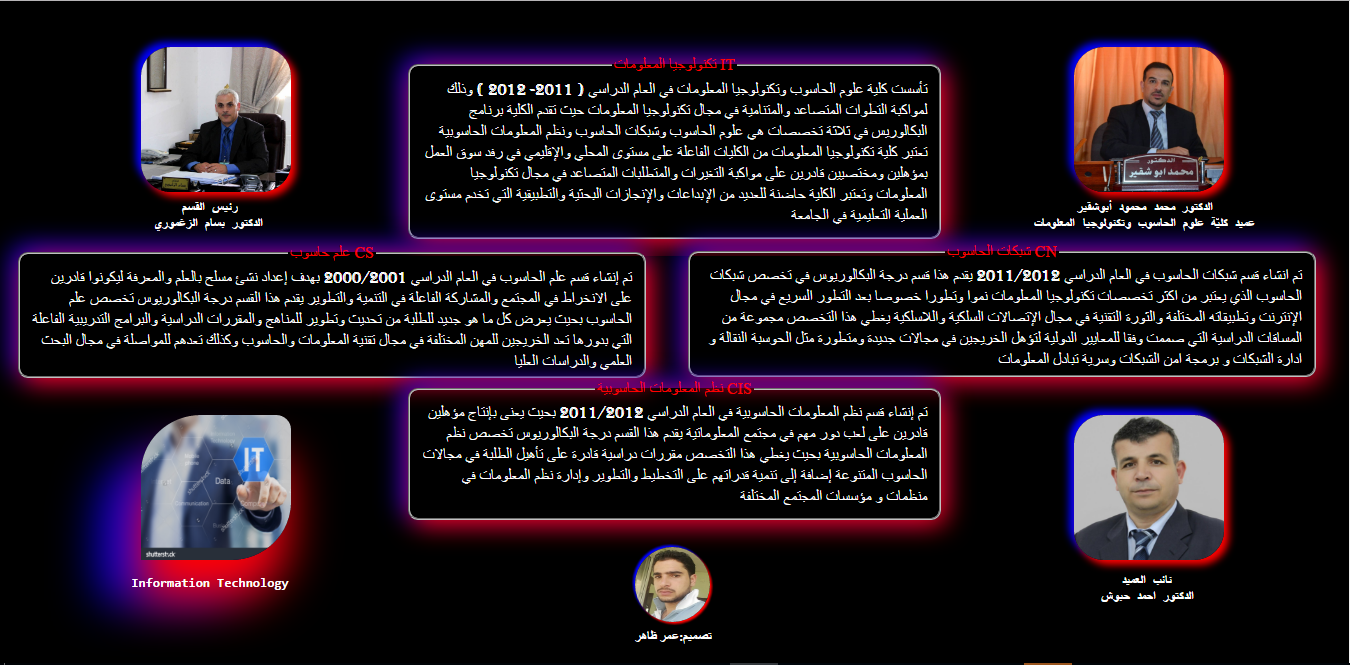 IT تكنولوجيا المعلومات
تأسست كلية علوم الحاسوب وتكنولوجيا المعلومات في العام الدراسي ( 2011- 2012 ) وذلك
لمواكبة التطوات المتصاعد والمتنامية في مجال تكنولوجيا المعلومات حيث تقدم الكلية برنامج
البكالوريس في ثلاثة تخصصات هي علوم الحاسوب وشبكات الحاسوب ونظم المعلومات الحاسوبية
تعتبر كلية تكنولوجيا المعلومات من الكليات الفاعلة على مستوى المحلي والإقليمي في رفد سوق العمل
بمؤهلين ومختصيين قادرين على مواكبة التغيرات والمتطلبات المتصاعد في مجال تكنولوجيا
المعلومات وتعتبر الكلية حاضنة للعديد من الإبداعات والإنجازات البحثية والتطبيقية التي تخدم مستوى
العملية التعليمية في الجامعة
الدكتور
محمد ابو شقير
الدكتور محمد محمود أبوشقير
عميد كليّة علوم الحاسوب وتكنولوجيا المعلومات
رئيس القسم
الدكتور بسام الزغموري
CN شبكات الحاسوب
تم انشاء قسم شبكات الحاسوب في العام الدراسي 2011/2012 يقدم هذا قسم درجة البكالوريوس في تخصص شبكات
الحاسوب الذي يعتبر من اكثر تخصصات تكنولوجيا المعلومات نموا وتطورا خصوصا بعد التطور السريع في مجال
الإنترنت وتطبيقاته المختلفة والثورة التقنية في مجال الإتصالات السلكية واللاسلكية يغطي هذا التخصص مجموعة من
المساقات الدراسية التي صممت وفقا للمعايير الدولية لتؤهل الخريجين في مجالات جديدة ومتطورة مثل الحوسبة النقالة و
ادارة الشبكات و برمجة امن الشبكات وسرية تبادل المعلومات
CS علم حاسوب
تم إنشاء قسم علم الحاسوب في العام الدراسي 2000/2001 بهدف إعداد نشئ مسلح بالعلم والمعرفة ليكونوا قادرين
على الانخراط في المجتمع والمشاركة الفاعلة في التنمية والتطوير يقدم هذا القسم درجة البكالوريوس تخصص علم
الحاسوب بحيث يعرض كل ما هو جديد للطلبة من تحديث وتطوير للمناهج والمقررات الدراسية والبرامج التدريبية الفاعلة
التي بدورها تعد الخريجين للمهن المختلفة في مجال تقنية المعلومات والحاسوب وكذلك تعدهم للمواصلة في مجال البحث
العلمي والدراسات العليا
CIS نظم المعلومات الحاسوبية
تم إنشاء قسم نظم المعلومات الحاسوبية في العام الدراسي 2011/2012 بحيث يعنى بإنتاج مؤهلين
قادرين على لعب دور مهم في مجتمع المعلوماتية يقدم هذا القسم درجة البكالوريوس تخصص نظم
المعلومات الحاسوبية بحيث يغطي هذا التخصص مقررات دراسية قادرة على تأهيل الطلبة في مجالات
الحاسوب المتنوعة إضافة إلى تنمية قدراتهم على التخطيط والتطوير وإدارة نظم المعلومات في
منظمات و مؤسسات المجتمع المختلفة
نائب العميد
الدكتور احمد حبوش
IT
Data
shutterstock
Information Technology
تصميم:عمر ظاهر